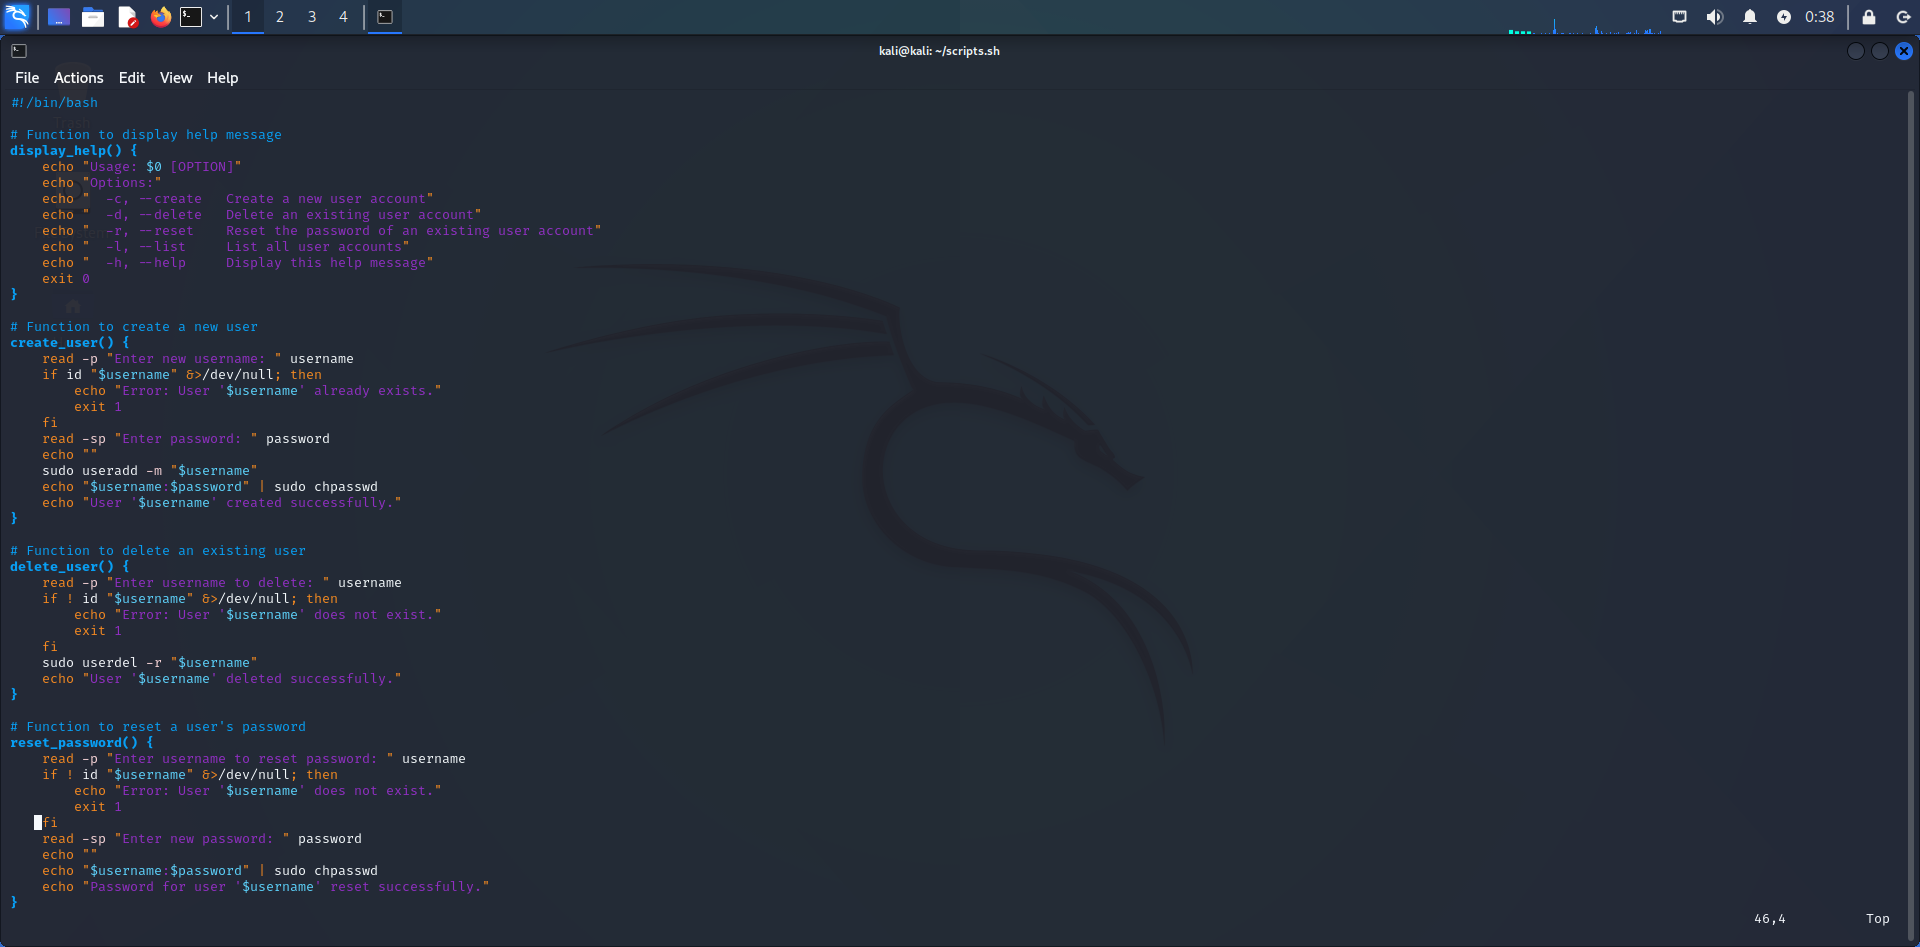 1 2 3 4 0:38
kali@kali: ~/scripts.sh
File Actions Edit View Help
#!/bin/bash

# Function to display help message
display_help() {
    echo "Usage: $0 [OPTION]"
    echo "Options:"
    echo "  -c, --create   Create a new user account"
    echo "  -d, --delete   Delete an existing user account"
    echo "  -r, --reset    Reset the password of an existing user account"
    echo "  -l, --list     List all user accounts"
    echo "  -h, --help     Display this help message"
    exit 0
}

# Function to create a new user
create_user() {
    read -p "Enter new username: " username
    if id "$username" &>/dev/null; then
        echo "Error: User '$username' already exists."
        exit 1
    fi
    read -sp "Enter password: " password
    echo ""
    sudo useradd -m "$username"
    echo "$username:$password" | sudo chpasswd
    echo "User '$username' created successfully."
}

# Function to delete an existing user
delete_user() {
    read -p "Enter username to delete: " username
    if ! id "$username" &>/dev/null; then
        echo "Error: User '$username' does not exist."
        exit 1
    fi
    sudo userdel -r "$username"
    echo "User '$username' deleted successfully."
}

# Function to reset a user's password
reset_password() {
    read -p "Enter username to reset password: " username
    if ! id "$username" &>/dev/null; then
        echo "Error: User '$username' does not exist."
        exit 1
    fi
    read -sp "Enter new password: " password
    echo ""
    echo "$username:$password" | sudo chpasswd
    echo "Password for user '$username' reset successfully."
}
46,4 Top